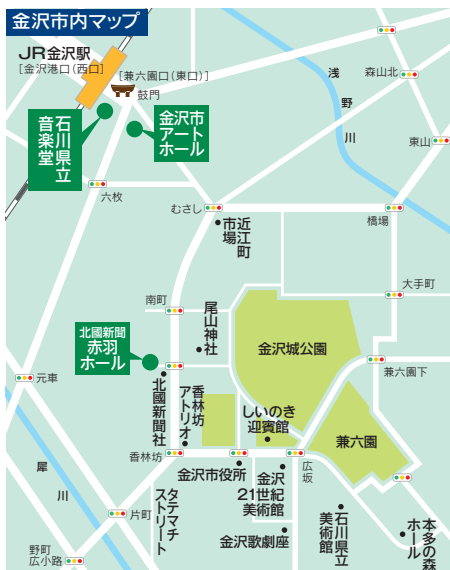 金沢市内マップ
JR金沢駅
[金沢港口(西口)]
[兼六園口(東口)]
鼓門
浅野川
森山北
東山
石川県立
音楽堂
金沢市
アート
ホール
六枚
むさし
橋場
近江町
市場
大手町
南町
尾山神社
金沢城公園
北國新聞
赤羽
ホール
兼六園下
元車
北國新聞社
香林坊
アトリオ
しいのき
迎賓館
兼六園
香林坊
金沢市役所
広坂
犀川
片町
タテマチ
ストリート
金沢
21世紀
美術館
石川県立
美術館
本多の森
ホール
金沢歌劇座
野町
広小路